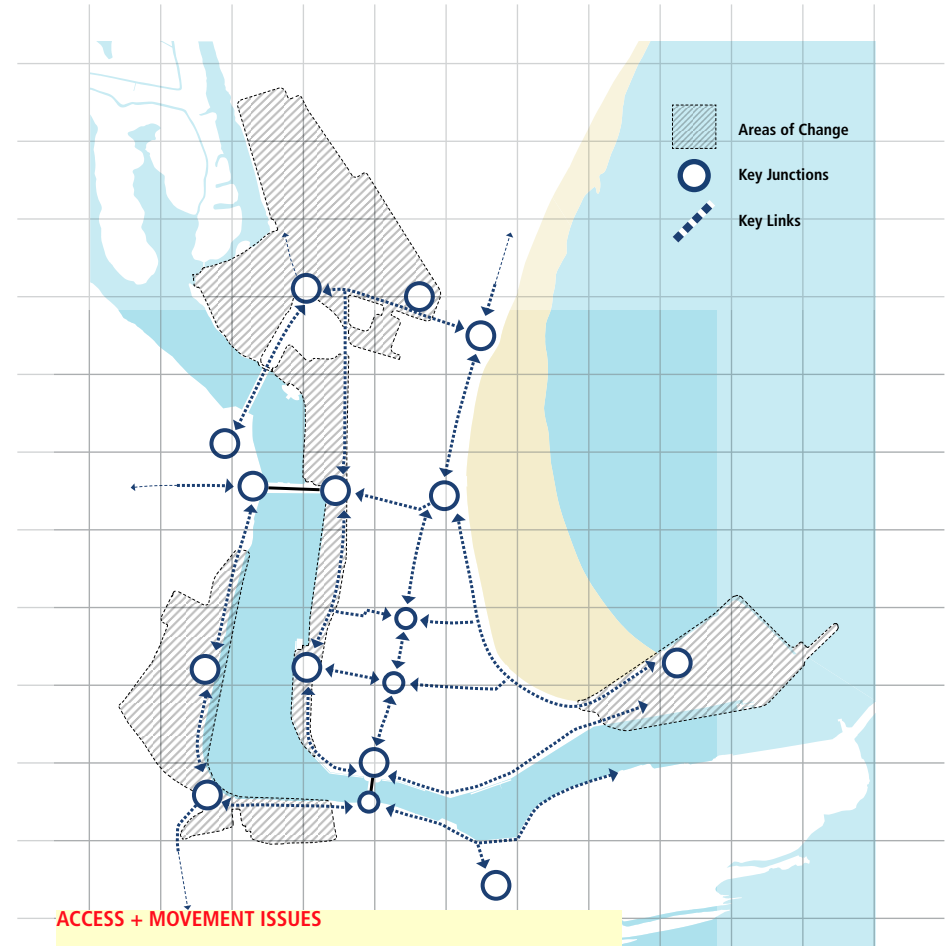 Areas of Change
Key Junctions
Key Links
ACCESS + MOVEMENT ISSUES